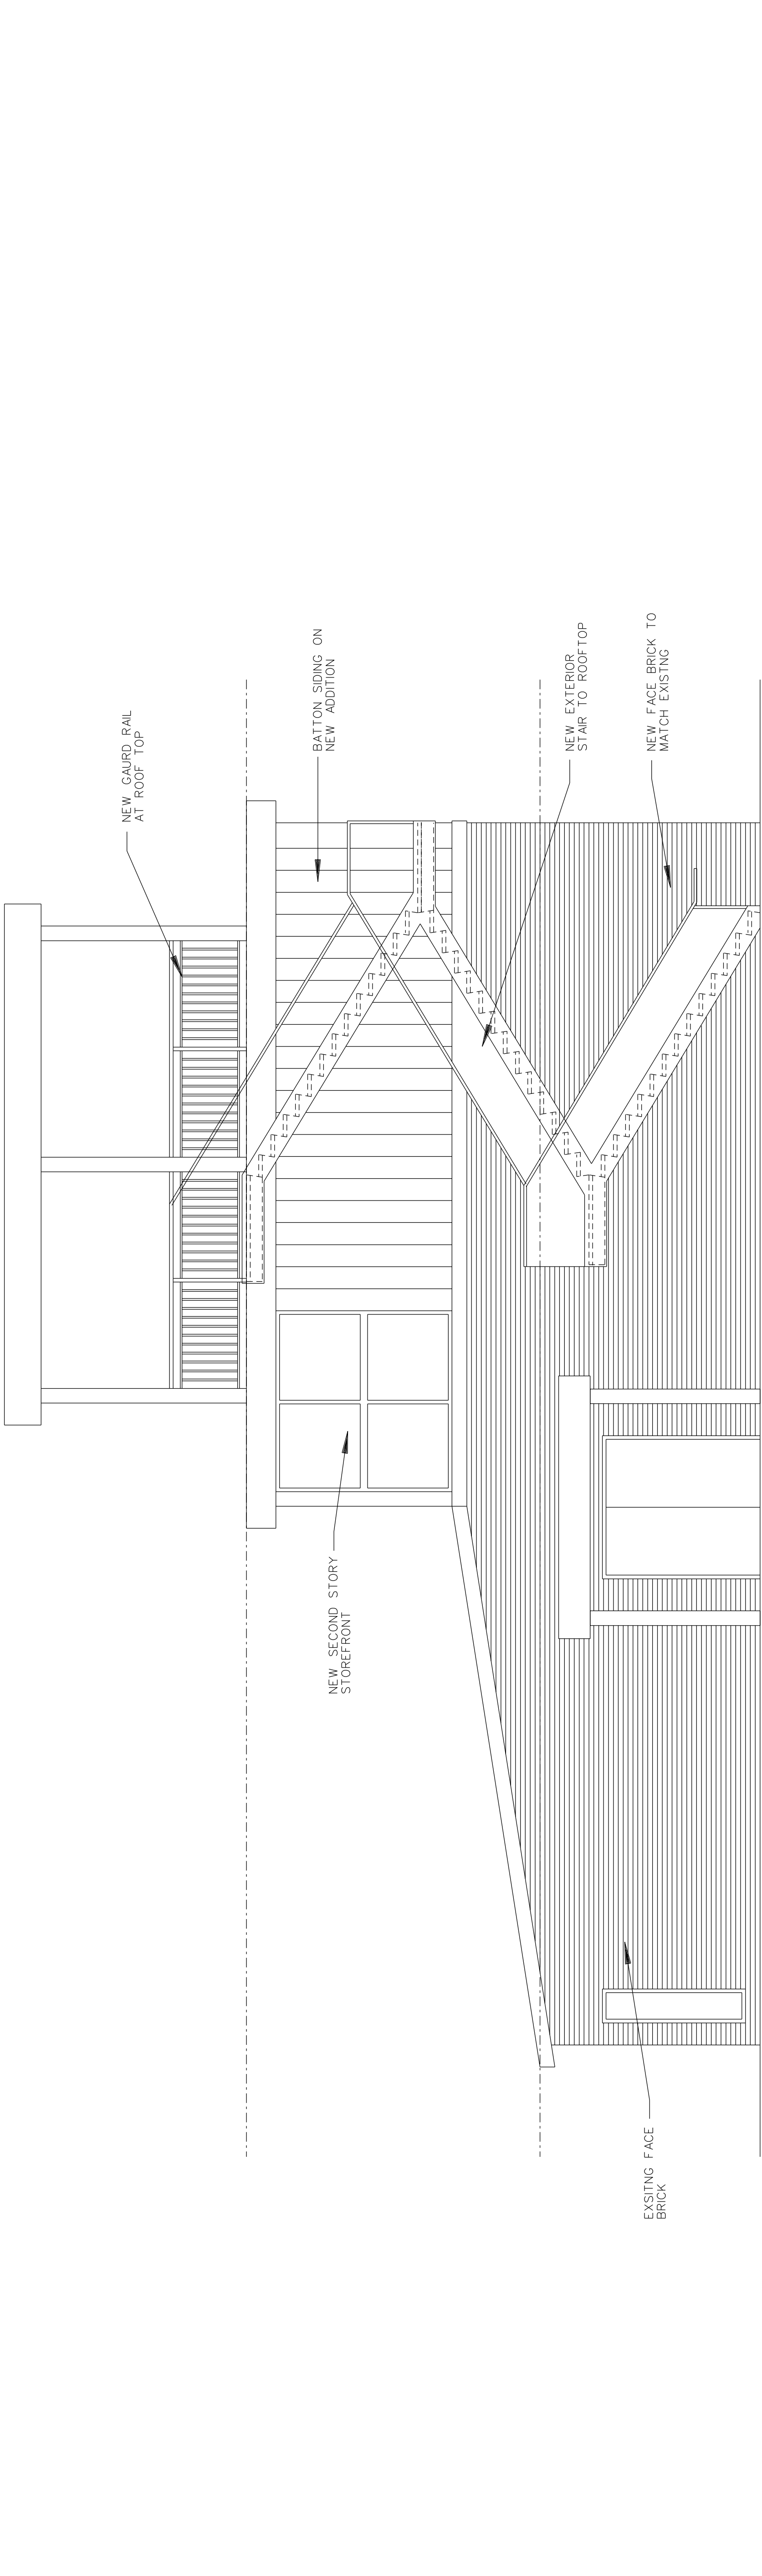 EXSITNG FACE
BRICK
NEW SECOND STORY
STOREFRONT
NEW GAURD RAIL
AT ROOF TOP
BATTON SIDING ON
NEW ADDITION
NEW EXTERIOR
STAIR TO ROOFTOP
NEW FACE BRICK TO
MATCH EXISTNG